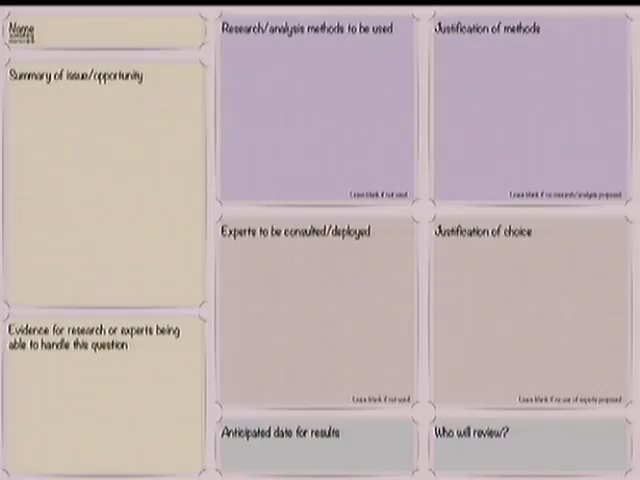 Name
Summary of issue/opportunity
Evidence for research or experts being
able to handle this question
Research/analysis methods to be used
Leave blank if not used
Justification of methods
Leave blank if no research/analysis proposed
Experts to be consulted/deployed
Leave blank if not used
Justification of choice
Leave blank if no use of experts proposed
Anticipated date for results
Who will review?